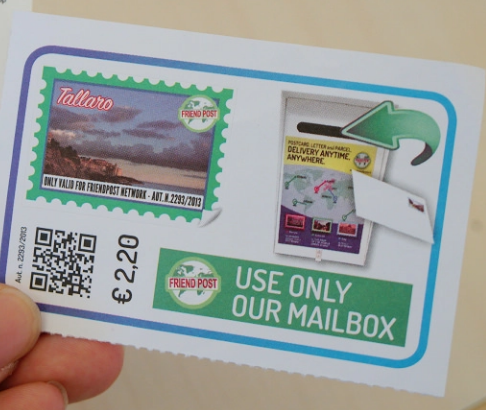 Tallaro
FRIEND POST
ONLY VALID FOR FRIENDPOST NETWORK - AUT.N.2293/2013
POSTCARD, LETTER and PARCEL
DELIVERY ANYTIME,
ANYWHERE.
Aut. n. 2293/2013
€ 2,20
FRIEND POST
USE ONLY
OUR MAILBOX